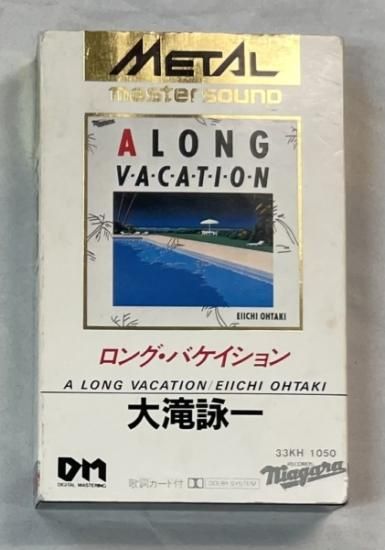 METAL
master sound
A LONG
V·A·C·A·T·I·O·N
EIICHI OHTAKI
ロング・バケイション
A LONG VACATION/EIICHI OHTAKI
大滝詠一
33KH 1050
RECORDS
Niagara
DM
DIGITAL MASTERING
歌詞カード付 DOLBY SYSTEM